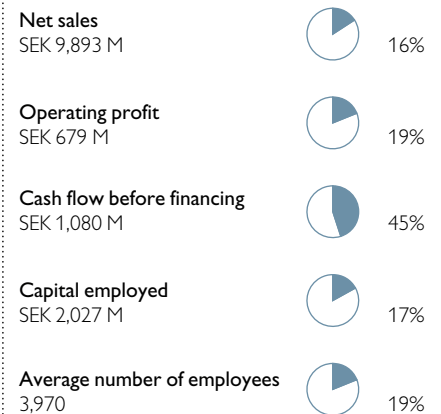 Net sales
SEK 9,893 M
16%
Operating profit
SEK 679 M
19%
Cash flow before financing
SEK 1,080 M
45%
Capital employed
SEK 2,027 M
17%
Average number of employees
3,970
19%